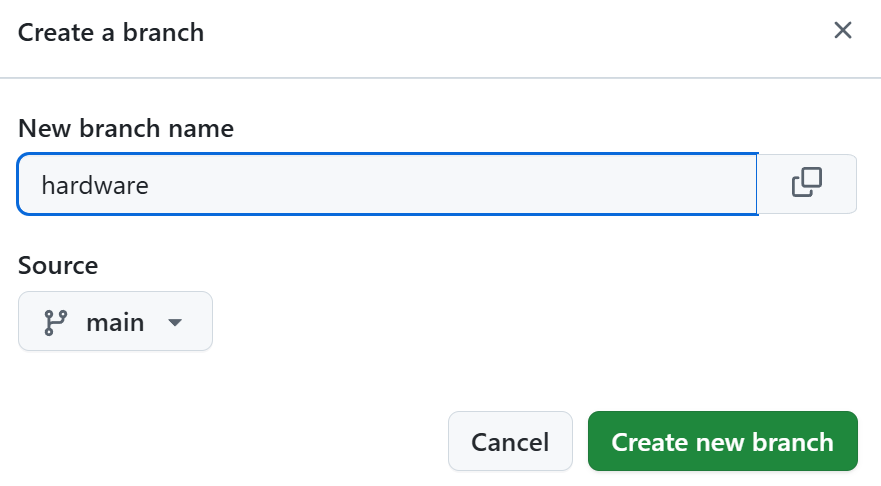 Create a branch
New branch name
hardware
Source
main
Cancel
Create new branch